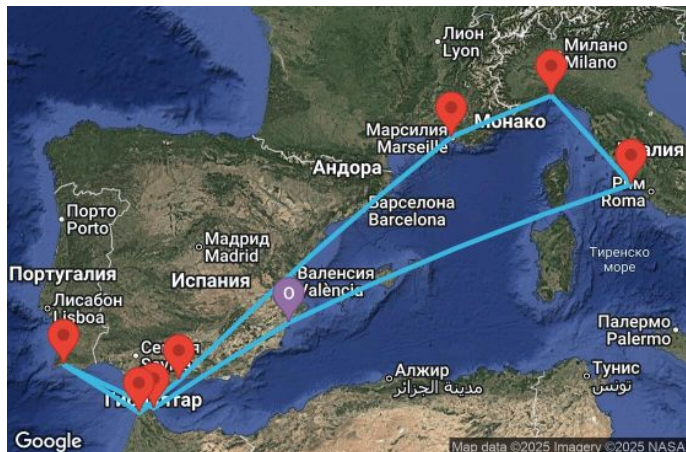 Лион
Lyon
Милано
Milano
Марсилия
Marseille
Монако
Андора
Рим
Roma
Барселона
Barcelona
Порто
Porto
Мадрид
Madrid
Тиренско
море
Португалия
Испания
Валенсия
València
O
Лисабон
Lisboa
Палермо
Palermo
Алжир
مدينة الجزائر
Тунис
تونس
Google
Map data ©2025 Imagery ©2025 NASA